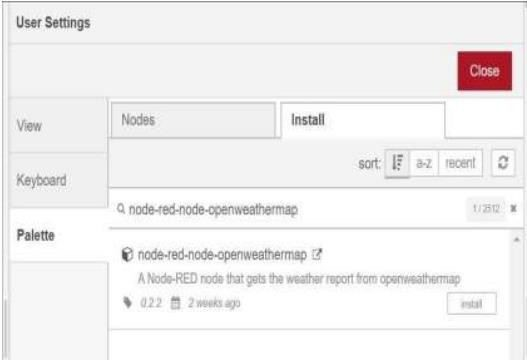 User Settings
Close
View
Nodes
Install
sort:
a-z
recent
Keyboard
node-red-node-openweathermap
1 / 2512
Palette
node-red-node-openweathermap
A Node-RED node that gets the weather report from openweathermap
0.2.2
2 weeks ago
install